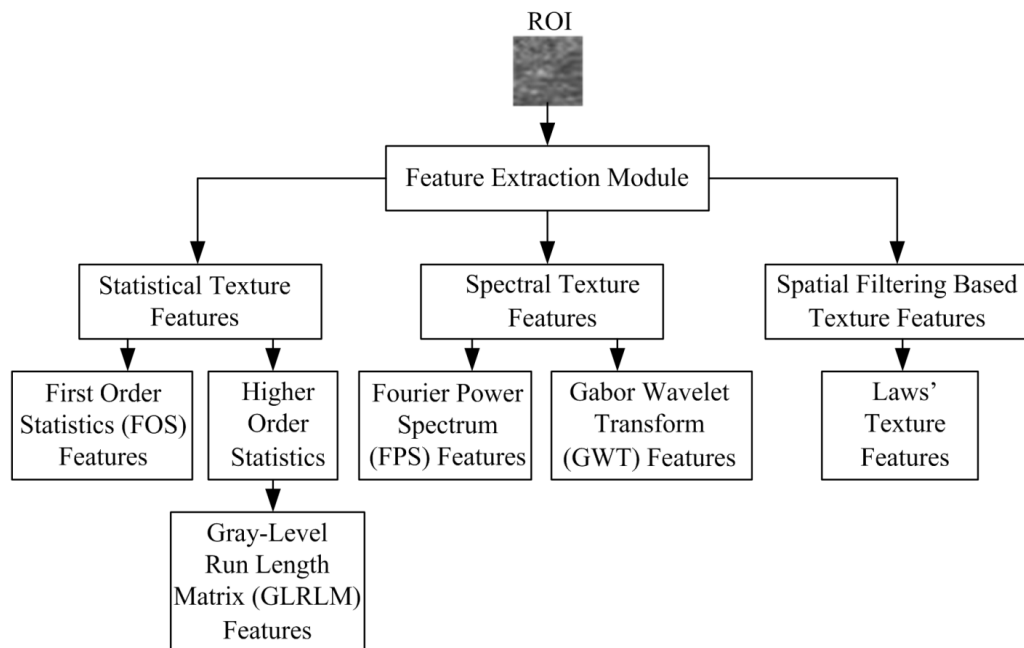 ROI
Feature Extraction Module
Statistical Texture
Features
Spectral Texture
Features
Spatial Filtering Based
Texture Features
First Order
Statistics (FOS)
Features
Higher
Order
Statistics
Fourier Power
Spectrum
(FPS) Features
Gabor Wavelet
Transform
(GWT) Features
Laws’
Texture
Features
Gray-Level
Run Length
Matrix (GLRLM)
Features